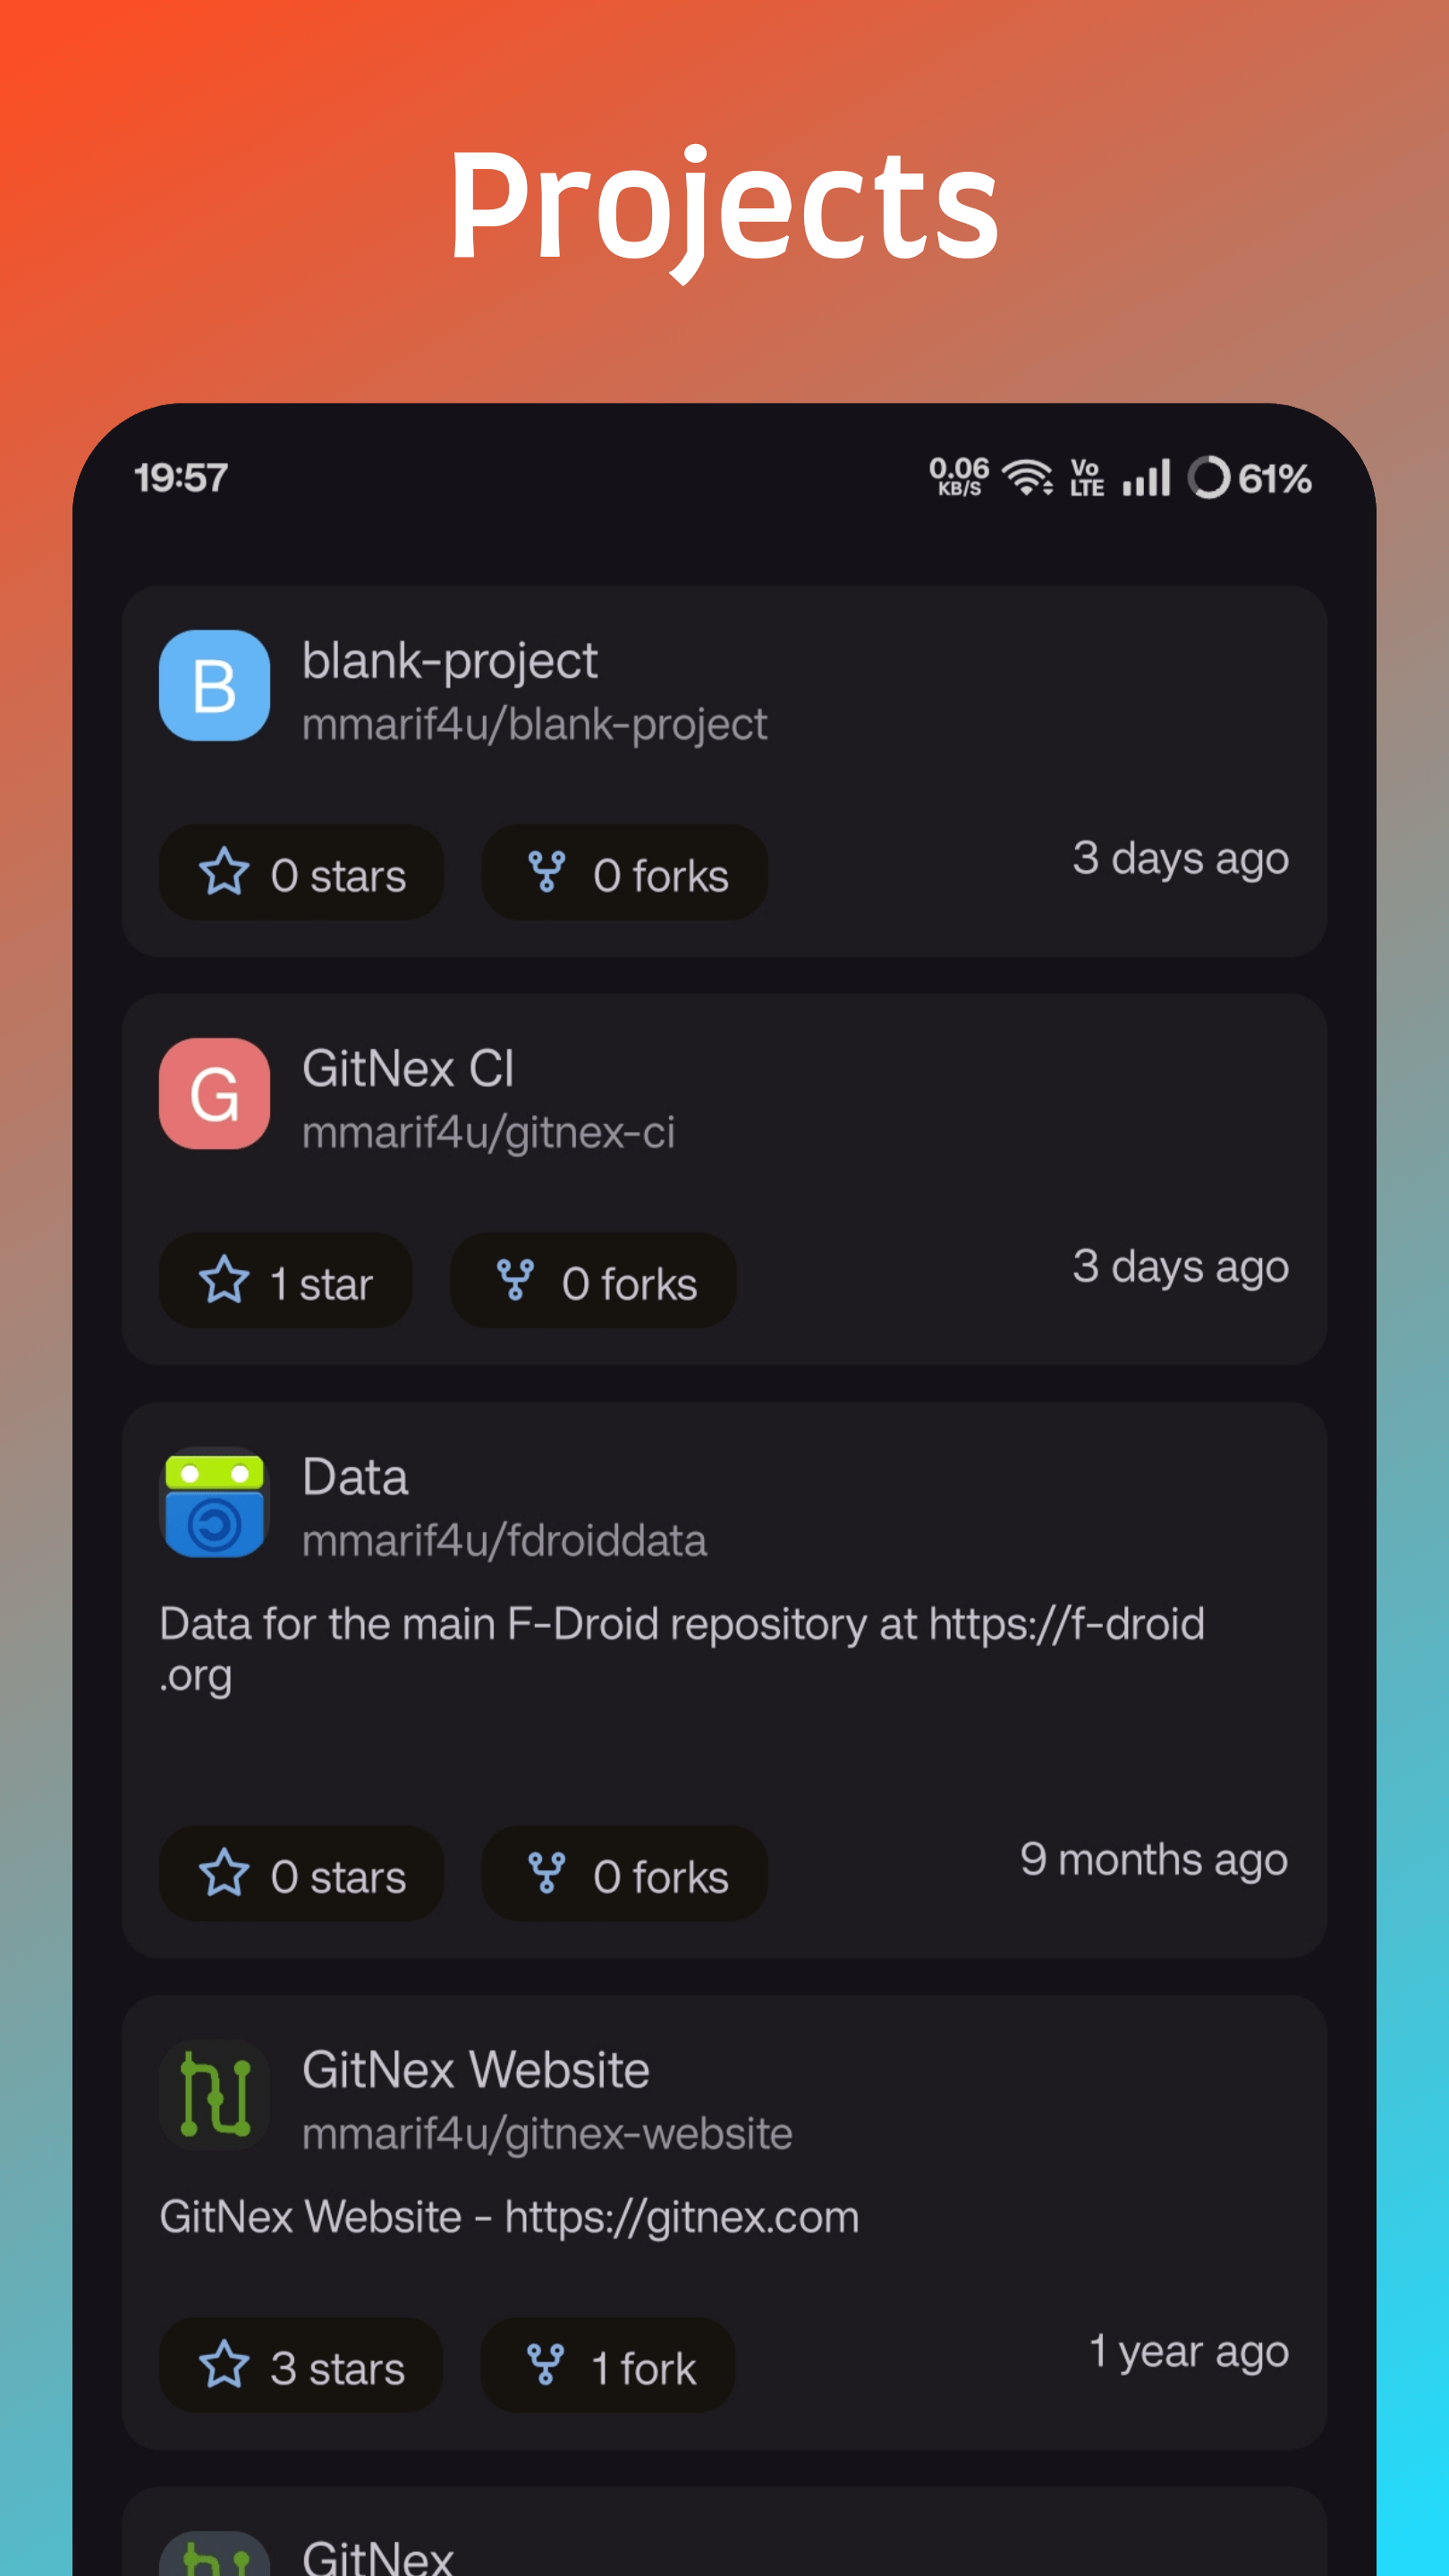 Projects
19:57
0.06 KB/S Vo LTE 61%
B
blank-project
mmarif4u/blank-project
0 stars 0 forks 3 days ago
G
GitNex CI
mmarif4u/gitnex-ci
1 star 0 forks 3 days ago
Data
mmarif4u/fdroiddata
Data for the main F-Droid repository at https://f-droid
.org
0 stars 0 forks 9 months ago
GitNex Website
mmarif4u/gitnex-website
GitNex Website - https://gitnex.com
3 stars 1 fork 1 year ago
GitNex